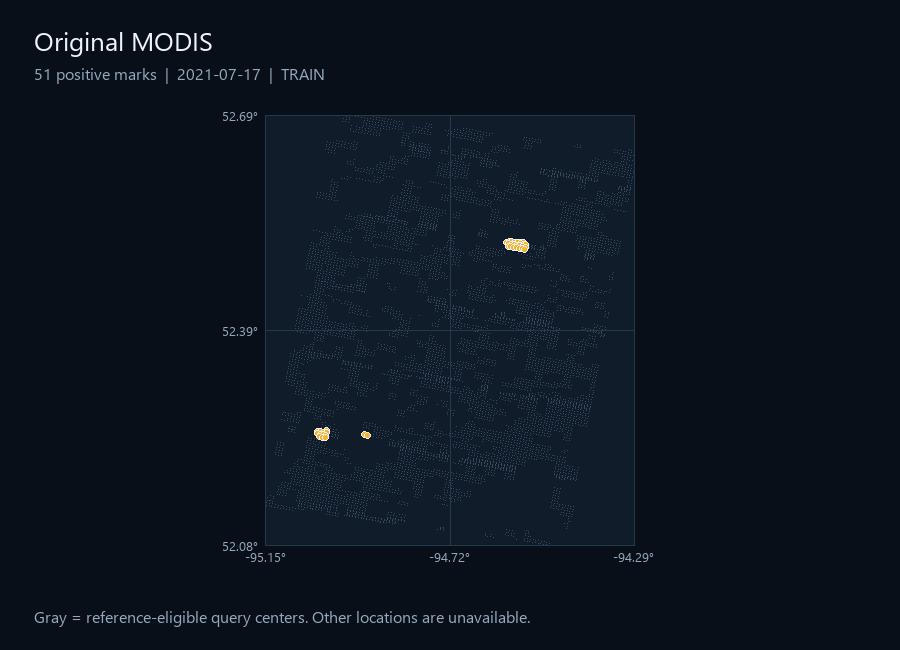 Original MODIS
51 positive marks | 2021-07-17 | TRAIN
52.69°
52.39°
52.08°
-95.15°
-94.72°
-94.29°
Gray = reference-eligible query centers. Other locations are unavailable.